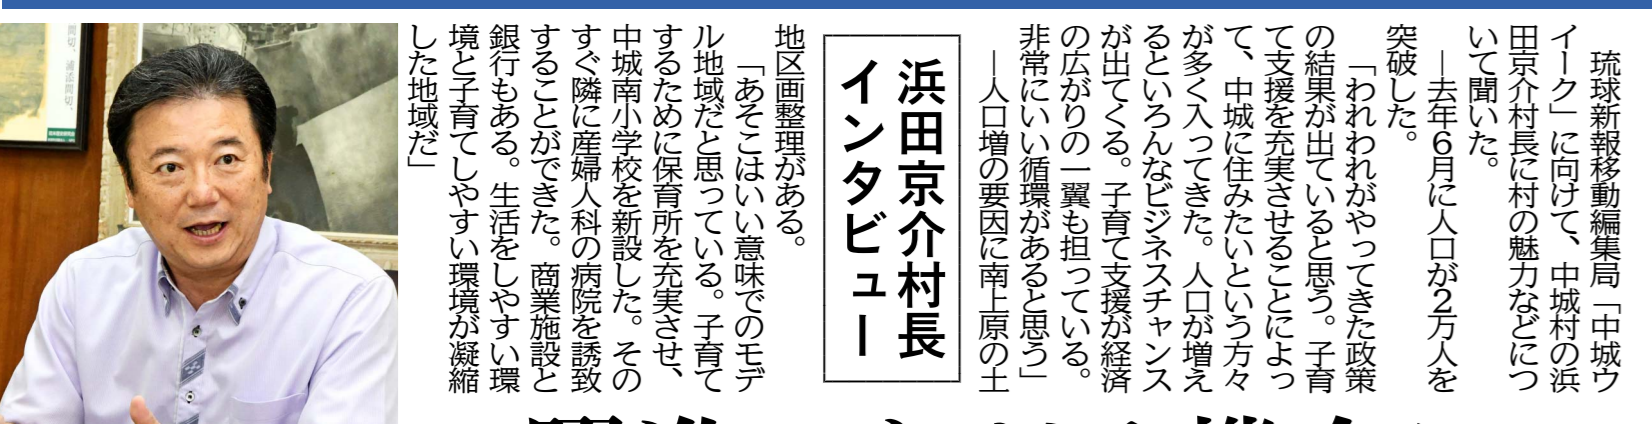 琉球新報移動編集局「中城ウ
イーク」に向けて、中城村の浜
田京介村長に村の魅力などにつ
いて聞いた。
　―去年６月に人口が２万人を
突破した。
　「われわれがやってきた政策
の結果が出ていると思う。子育
て支援を充実させることによっ
て、中城に住みたいという方々
が多く入ってきた。人口が増え
るといろんなビジネスチャンス
が出てくる。子育て支援が経済
の広がりの一翼も担っている。
非常にいい循環があると思う」
　―人口増の要因に南上原の土
浜田京介村長
インタビュー
地区画整理がある。
　「あそこはいい意味でのモデ
ル地域だと思っている。子育て
するために保育所を充実させ、
中城南小学校を新設した。その
すぐ隣に産婦人科の病院を誘致
することができた。商業施設と
銀行もある。生活をしやすい環
境と子育てしやすい環境が凝縮
した地域だ」